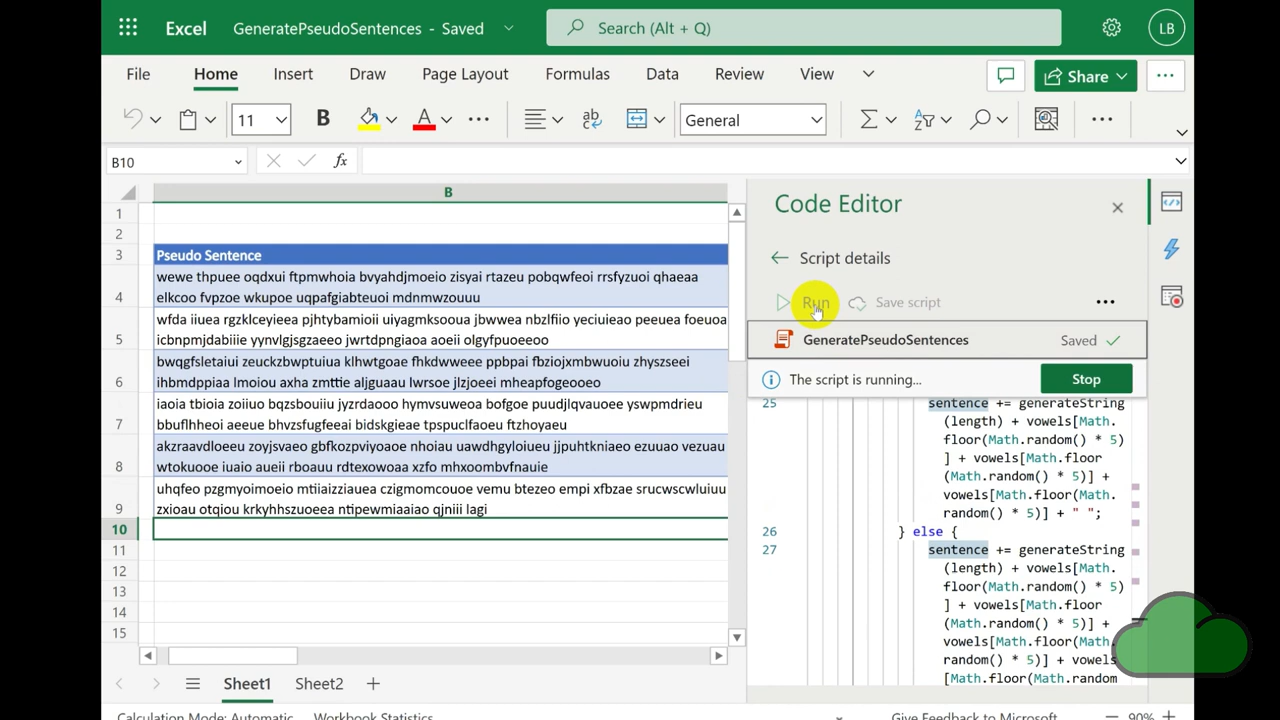 Excel GeneratePseudoSentences - Saved Search (Alt + Q) LB
File Home Insert Draw Page Layout Formulas Data Review View Share
11 B A ab General
B10 fx
B
1
2
3 Pseudo Sentence
4 wewe thpuee oqdxui ftpmwhoia bvyahdjmoeio zisyai rtazeu pobqwfeoi rrsfyzuoi qhaeaa
elkcoo fvpzoe wkupoe uqpafgiabteuoi mdnmwzouuu
5 wfda iiuea rgzklceyieea pjhtybamioii uiyagmksooua jbwwea nbzlfiio yeciuieao peeuea foeuoa
icbnpmjdabiiie yynvlgjsgzaeeo jwrtdpngiaoa aoeii olgyfpuoeeoo
6 bwqgfsletaiui zeuckzbwptuiua klhwtgoae fhkdwweee ppbpai fbziojxmbwuoiu zhyszseei
ihbmdppiaa lmoiou axha zmttie aljguaau lwrsoe jlzjoeei mheapfogeooeo
7 iaoia tbioia zoiiuo bqzsbouiiu jyzrdaooo hymvsuweoa bofgoe puudjlqvauoee yswpmdrieu
bbuflhheoi aeeue bhvzsfugfeeai bidskgieae tpspuclfaoeu ftzhoyaeu
8 akzraavdloeeu zoyjsvaeo gbfkozpviyoaoe nhoiau uawdhgyloiueu jjpuhtkniaeo ezuuao vezuau
wtokuooe iuaio aueii rboauu rdtexowoaa xzfo mhxoombvfnauie
9 uhqfeo pzgmyoimoeio mtiiaizziauea czigmomcouoe vemu btezeo empi xfbzae srucwscwluiuu
zxioau otqiou krkyhhszuoeea ntipewmiaaiao qjniii lagi
10
11
12
13
14
15
Sheet1 Sheet2
Calculation Mode: Automatic Workbook Statistics Give Feedback to Microsoft 90%
Code Editor
Script details
Run Save script
GeneratePseudoSentences Saved
The script is running... Stop
25 sentence += generateString
(length) + vowels[Math.
floor(Math.random() * 5)
] + vowels[Math.floor
(Math.random() * 5)] +
vowels[Math.floor(Math.
random() * 5)] + " ";
26 } else {
27 sentence += generateString
(length) + vowels[Math.
floor(Math.random() * 5)
] + vowels[Math.floor
(Math.random() * 5)] +
vowels[Math.floor(Math.
random() * 5)] + vowels
[Math.floor(Math.random